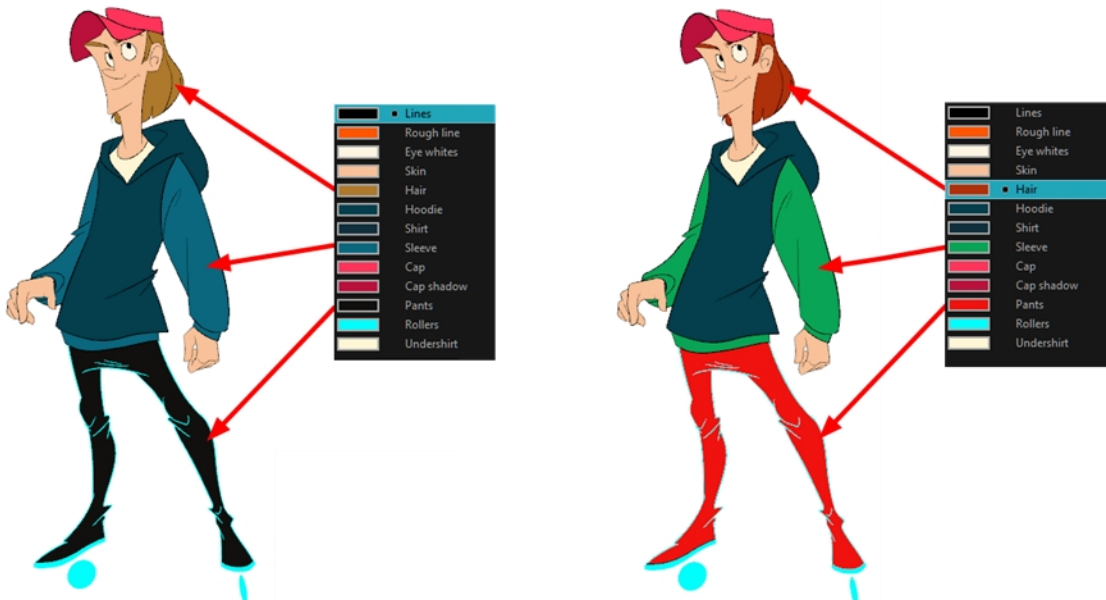 Lines
Rough line
Eye whites
Skin
Hair
Hoodie
Shirt
Sleeve
Cap
Cap shadow
Pants
Rollers
Undershirt
Lines
Rough line
Eye whites
Skin
Hair
Hoodie
Shirt
Sleeve
Cap
Cap shadow
Pants
Rollers
Undershirt